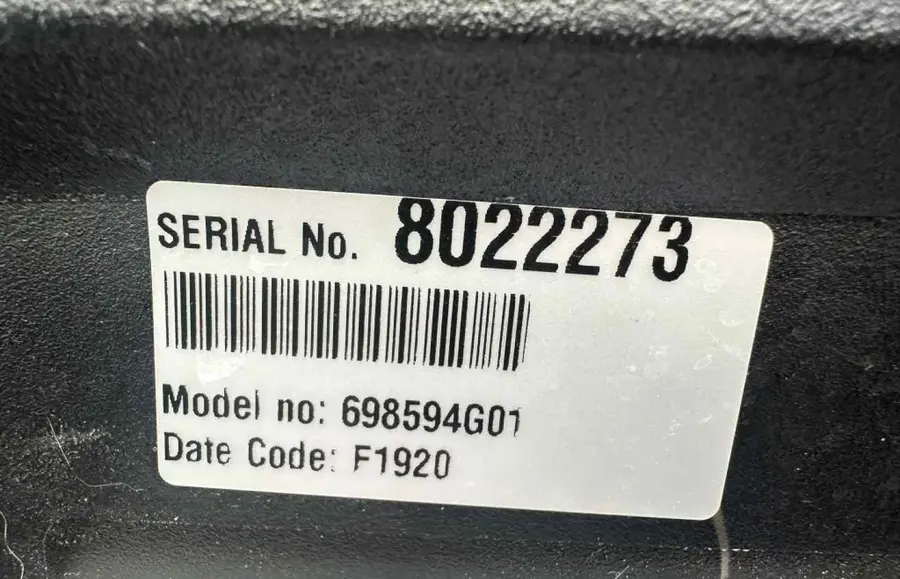 SERIAL No. 8022273
Model no: 698594G01
Date Code: F1920